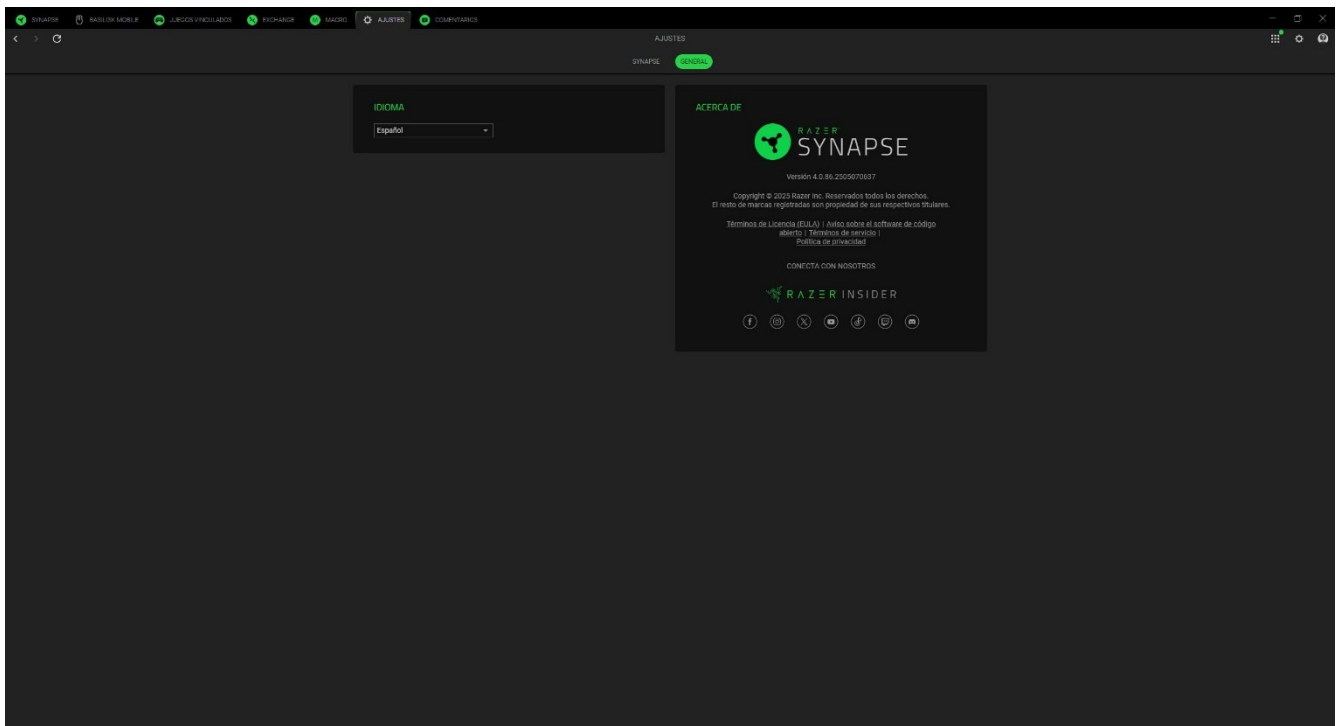 SYNAPSE BASILISK MOBILE JUEGOS VINCULADOS EXCHANGE MACRO AJUSTES COMENTARIOS
AJUSTES
SYNAPSE GENERAL
IDIOMA
Español
ACERCA DE
RAZER
SYNAPSE
Versión 4.0.86.2505070637
Copyright © 2025 Razer Inc. Reservados todos los derechos.
El resto de marcas registradas son propiedad de sus respectivos titulares.
Términos de Licencia (EULA) | Aviso sobre el software de código
abierto | Términos de servicio |
Política de privacidad
CONECTA CON NOSOTROS
RAZER INSIDER